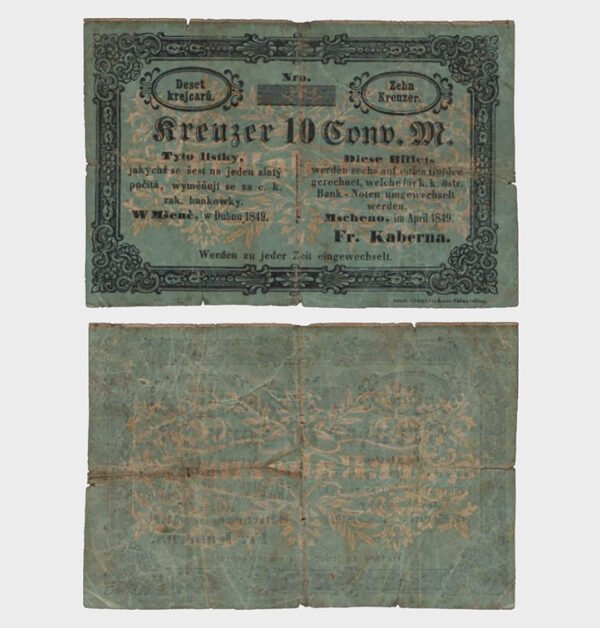 Deset
krejcarů.
Nro.
Zehn
Kreuzer.
Kreuzer 10 Conv. M.
Tyto lístky,
jakýchž se šest na jeden zlatý
počítá, vyměňují se za c. k.
rak. bankovky.
W Mšenč, w Dubnu 1849.
Diese Billets
werden sechs auf einen Gulden
gerechnet, welche für k. k. östr.
Bank-Noten umgewechselt
werden.
Mscheno, im April 1849.
Fr. Kaberna.
Werden zu jeder Zeit eingewechselt.